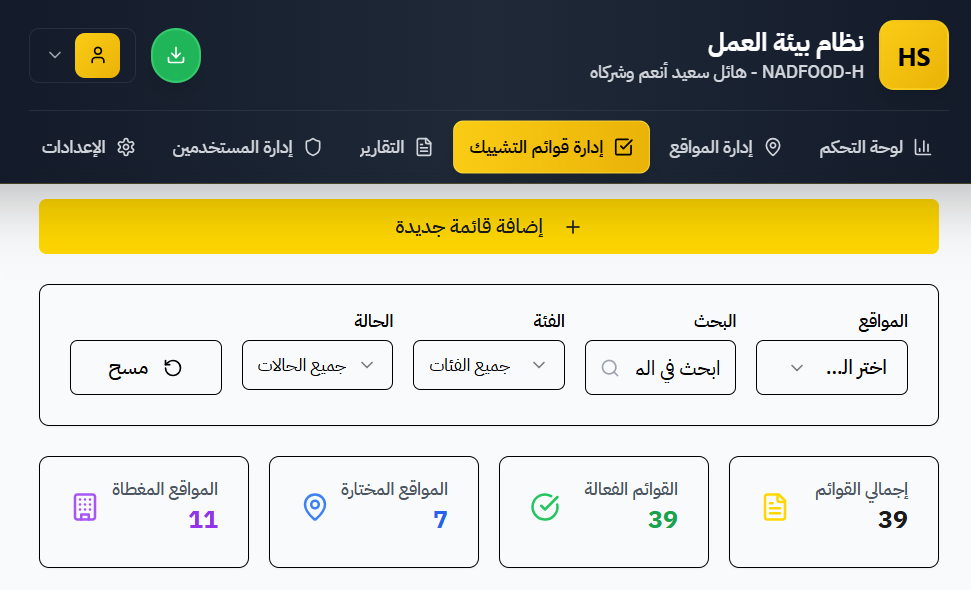 HS
نظام بيئة العمل
NADFOOD-H - هائل سعيد أنعم وشركاه
لوحة التحكم
إدارة المواقع
إدارة قوائم التشييك
التقارير
إدارة المستخدمين
الإعدادات
+ إضافة قائمة جديدة
المواقع
البحث
الفئة
الحالة
اختر الـ...
ابحث في الم
جميع الفئات
جميع الحالات
مسح
إجمالي القوائم
39
القوائم الفعالة
39
المواقع المختارة
7
المواقع المغطاة
11